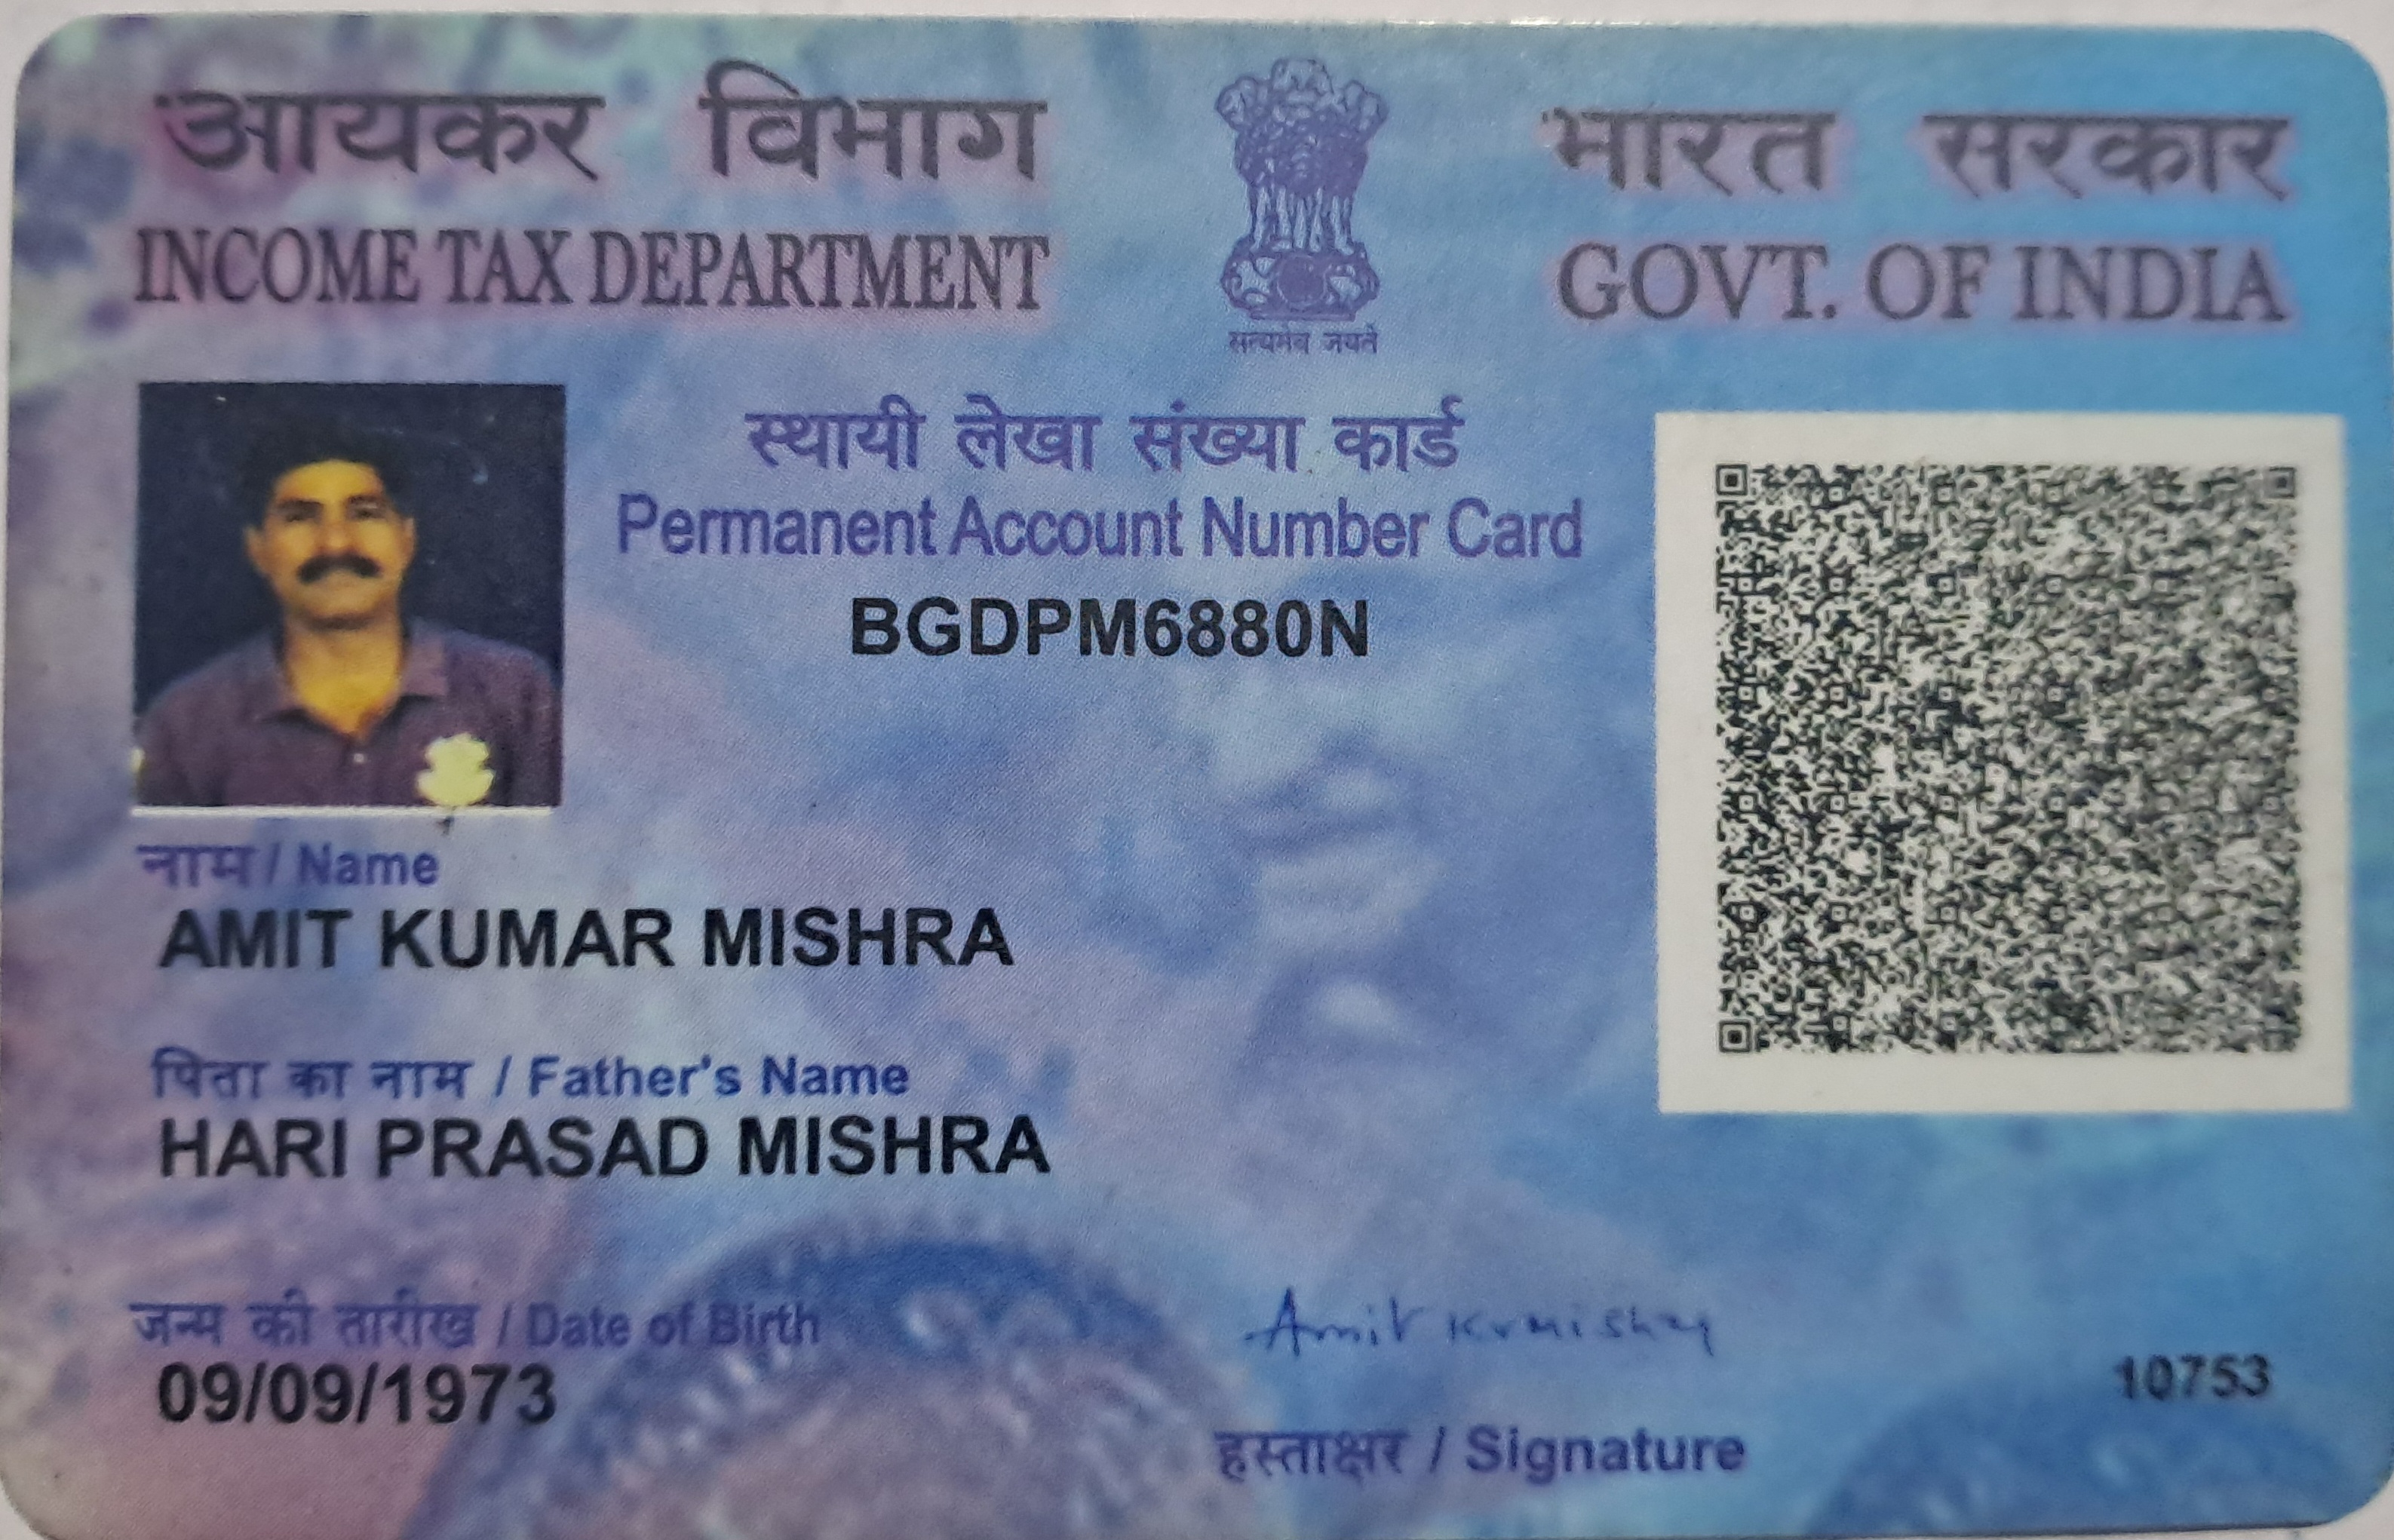 आयकर विभाग
INCOME TAX DEPARTMENT
सत्यमेव जयते
भारत सरकार
GOVT. OF INDIA
स्थायी लेखा संख्या कार्ड
Permanent Account Number Card
BGDPM6880N
नाम / Name
AMIT KUMAR MISHRA
पिता का नाम / Father's Name
HARI PRASAD MISHRA
जन्म की तारीख / Date of Birth
09/09/1973
Amit
हस्ताक्षर / Signature
10753